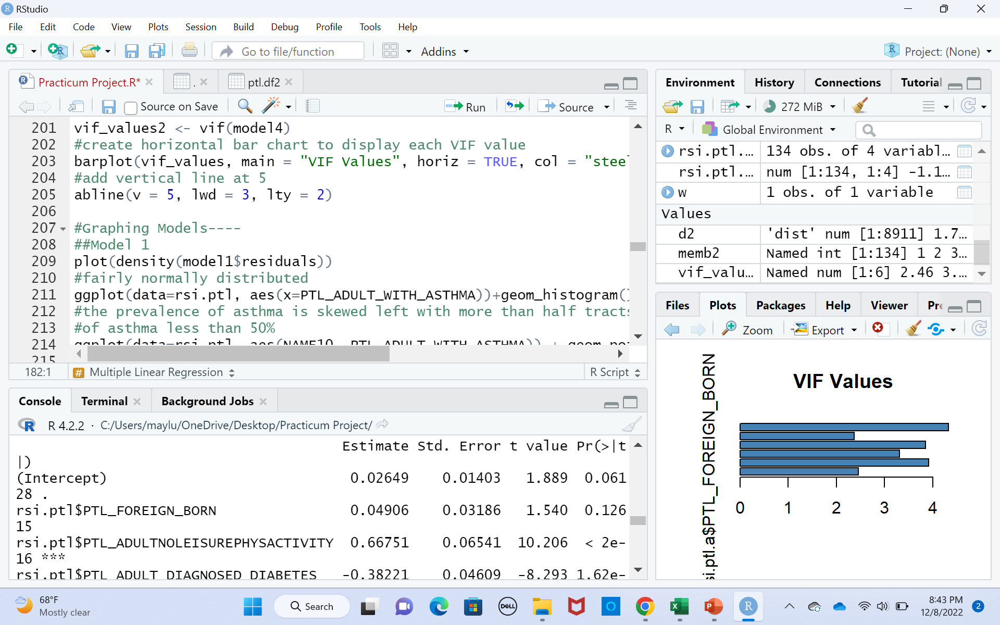 RStudio
File Edit Code View Plots Session Build Debug Profile Tools Help
Go to file/function Addins Project: (None)
Practicum Project.R* . ptl.df2
Source on Save Run Source
201 vif_values2 <- vif(model4)
202 #create horizontal bar chart to display each VIF value
203 barplot(vif_values, main = "VIF Values", horiz = TRUE, col = "stee
204 #add vertical line at 5
205 abline(v = 5, lwd = 3, lty = 2)
206
207 #Graphing Models----
208 ##Model 1
209 plot(density(model1$residuals))
210 #fairly normally distributed
211 ggplot(data=rsi.ptl, aes(x=PTL_ADULT_WITH_ASTHMA))+geom_histogram()
212 #the prevalence of asthma is skewed left with more than half tracts
213 #of asthma less than 50%
214 ggplot(data=rsi.ptl, aes(NAME10, PTL_ADULT_WITH_ASTHMA)) + geom_po
215
182:1 # Multiple Linear Regression R Script
Console Terminal Background Jobs
R 4.2.2 · C:/Users/maylu/OneDrive/Desktop/Practicum Project/
Estimate Std. Error t value Pr(>|t
|)
(Intercept) 0.02649 0.01403 1.889 0.061
28 .
rsi.ptl$PTL_FOREIGN_BORN 0.04906 0.03186 1.540 0.126
15
rsi.ptl$PTL_ADULTNOLEISUREPHYSACTIVITY 0.66751 0.06541 10.206 < 2e-
16 ***
rsi.ptl$PTL_ADULT_DIAGNOSED_DIABETES -0.38221 0.04609 -8.293 1.62e-
Environment History Connections Tutorial
272 MiB
R Global Environment
rsi.ptl.… 134 obs. of 4 variabl…
rsi.ptl.… num [1:134, 1:4] -1.1…
w 1 obs. of 1 variable
Values
d2 'dist' num [1:8911] 1.7…
memb2 Named int [1:134] 1 2 3…
vif_valu… Named num [1:6] 2.46 3.…
Files Plots Packages Help Viewer Pre
Zoom Export
VIF Values
si.ptl.a$PTL_FOREIGN_BORN
0 1 2 3 4
68°F
Mostly clear
Search
DELL
8:43 PM
12/8/2022
2